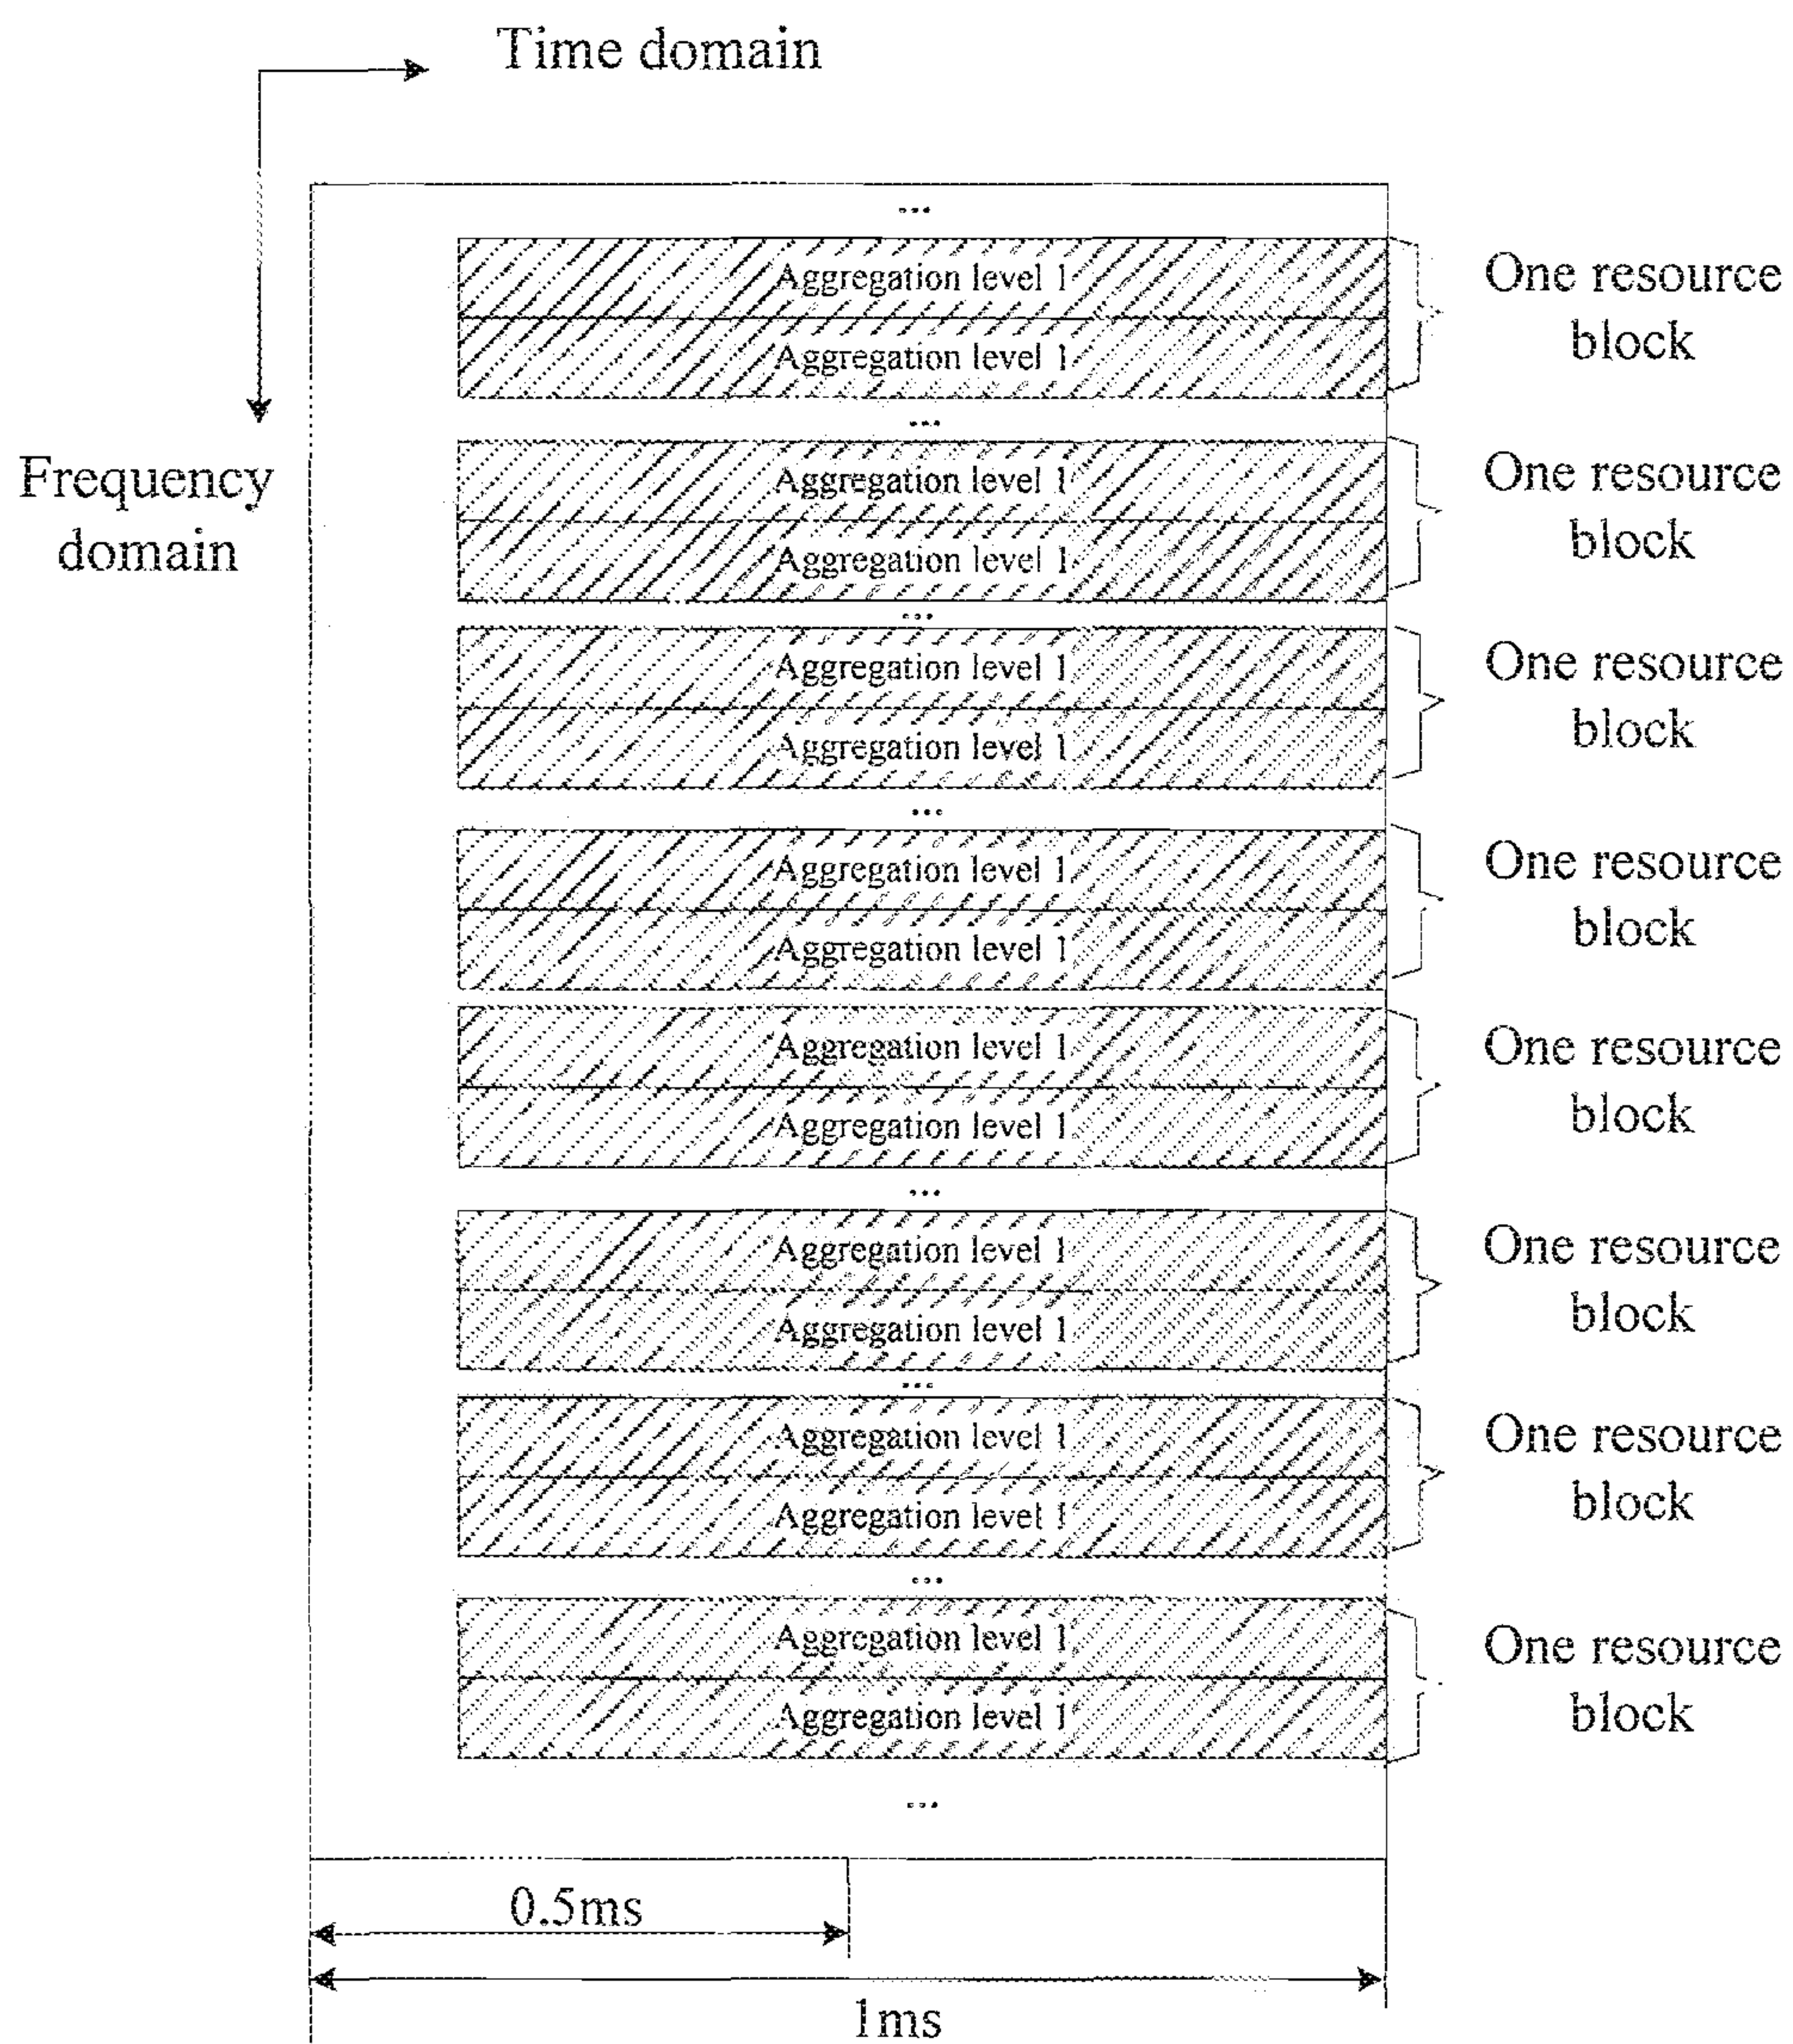 Time domain
Frequency
domain
...
Aggregation level 1
Aggregation level 1
One resource
block
...
Aggregation level 1
Aggregation level 1
One resource
block
...
Aggregation level 1
Aggregation level 1
One resource
block
...
Aggregation level 1
Aggregation level 1
One resource
block
Aggregation level 1
Aggregation level 1
One resource
block
...
Aggregation level 1
Aggregation level 1
One resource
block
...
Aggregation level 1
Aggregation level 1
One resource
block
...
Aggregation level 1
Aggregation level 1
One resource
block
...
0.5ms
1ms